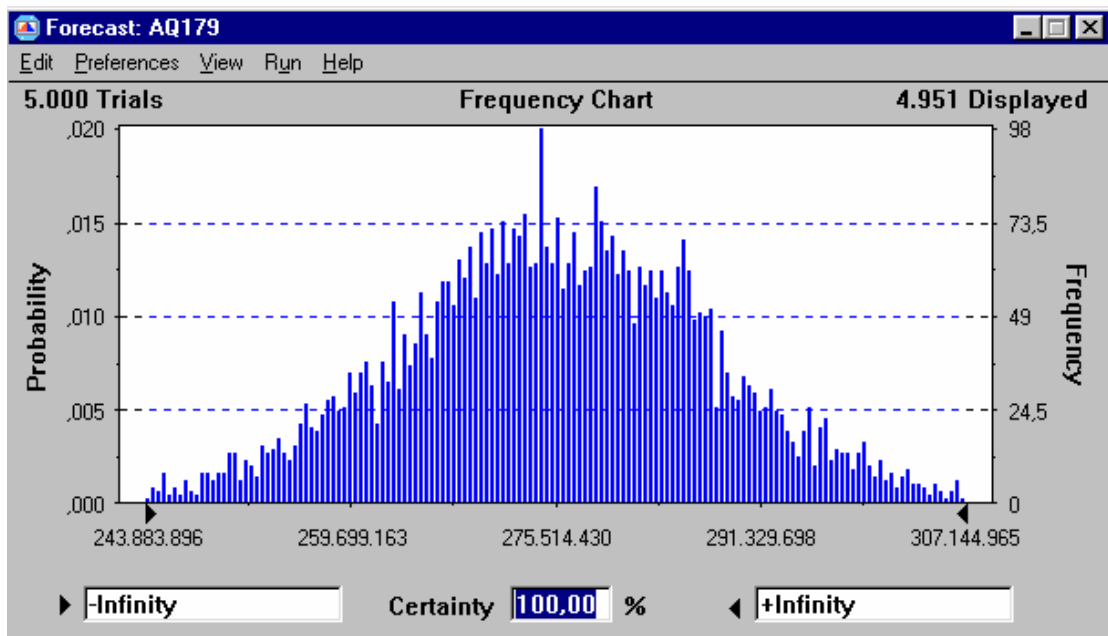 Forecast: AQ179
Edit Preferences View Run Help
5.000 Trials Frequency Chart 4.951 Displayed
Probability
,020
,015
,010
,005
,000
98
73,5
49
24,5
0
Frequency
243.883.896 259.699.163 275.514.430 291.329.698 307.144.965
-Infinity Certainty 100,00 % +Infinity